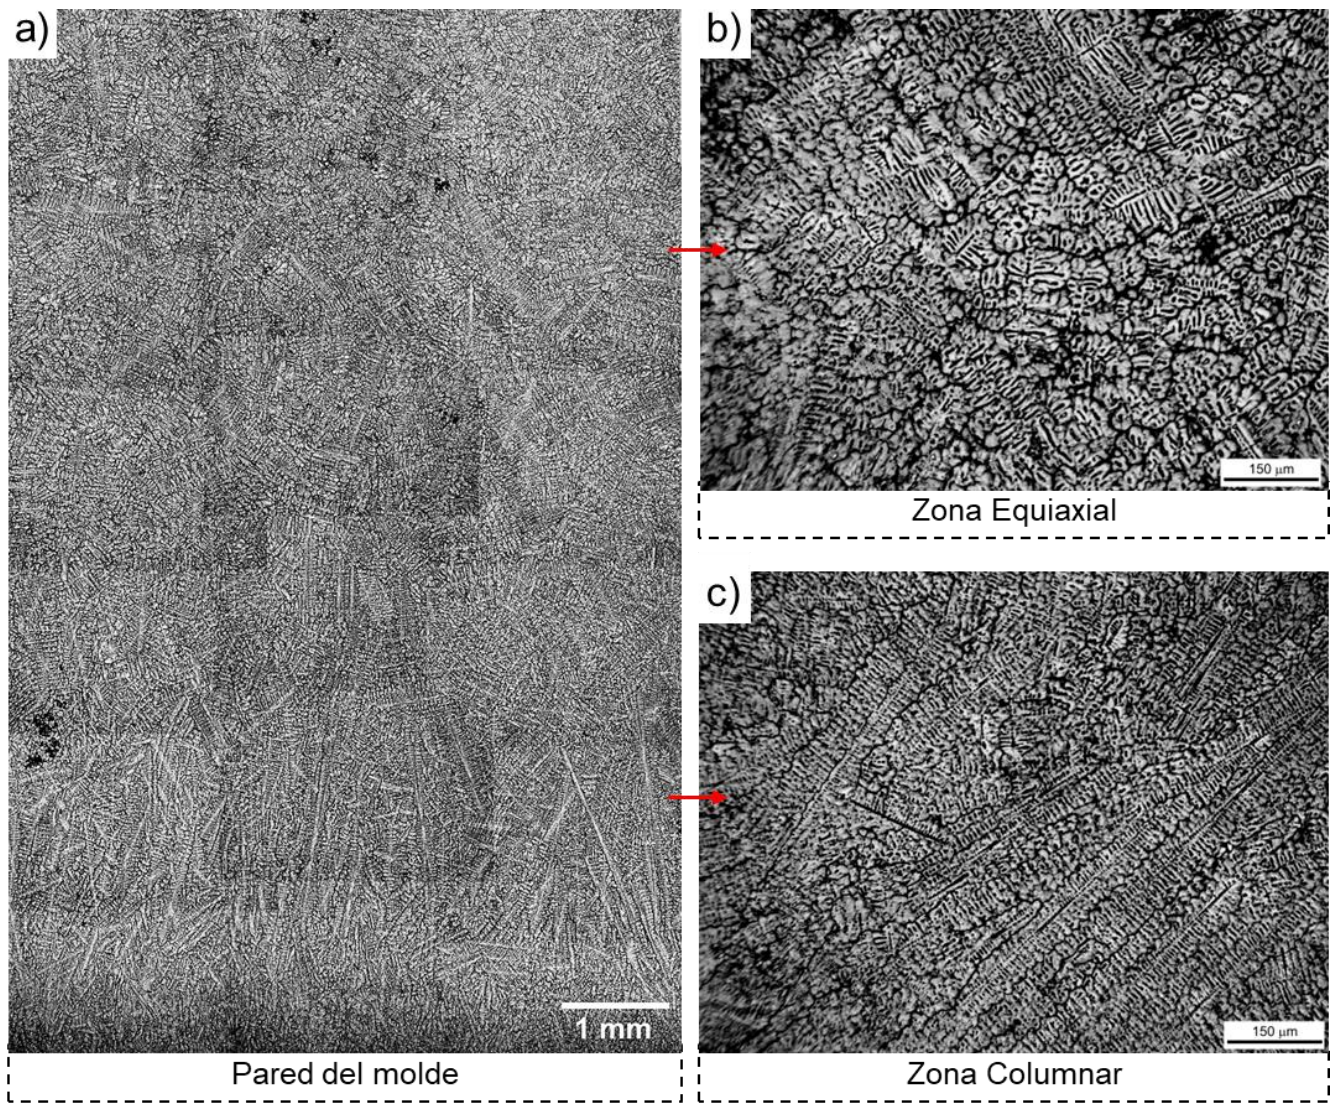 a)
1 mm
Pared del molde
b)
150 μm
Zona Equiaxial
c)
150 μm
Zona Columnar